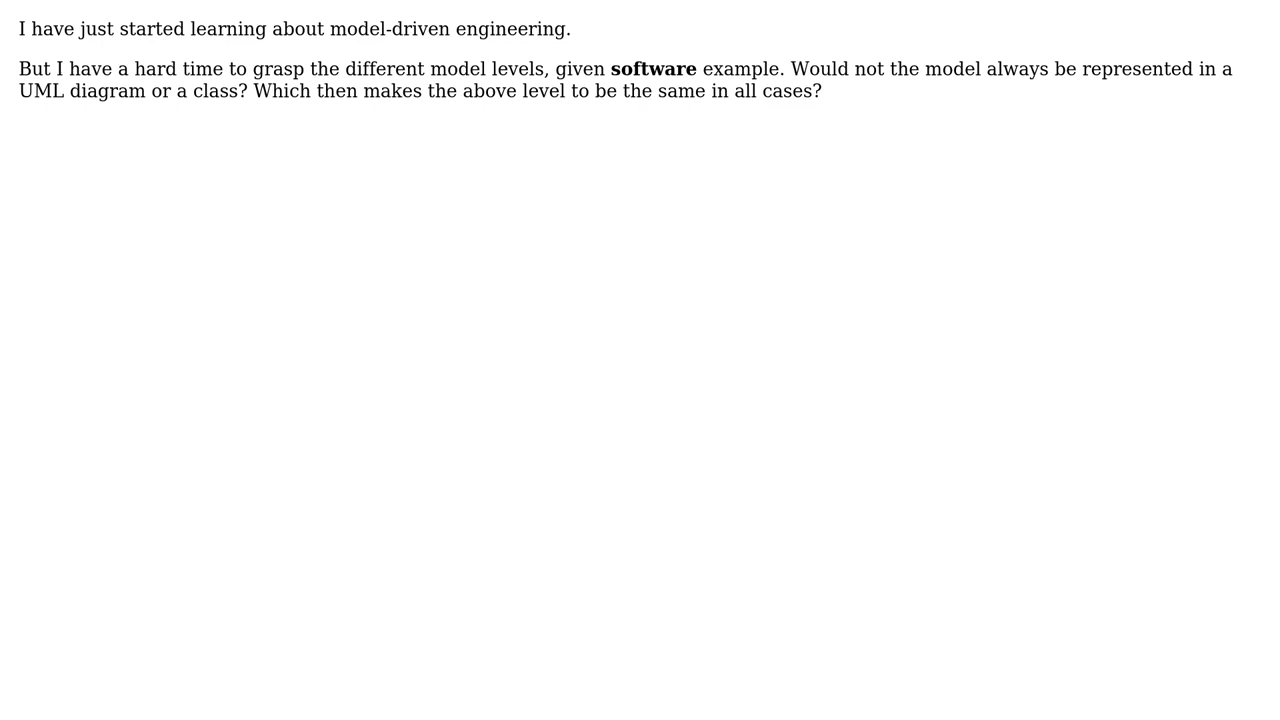 I have just started learning about model-driven engineering.
But I have a hard time to grasp the different model levels, given software example. Would not the model always be represented in a
UML diagram or a class? Which then makes the above level to be the same in all cases?